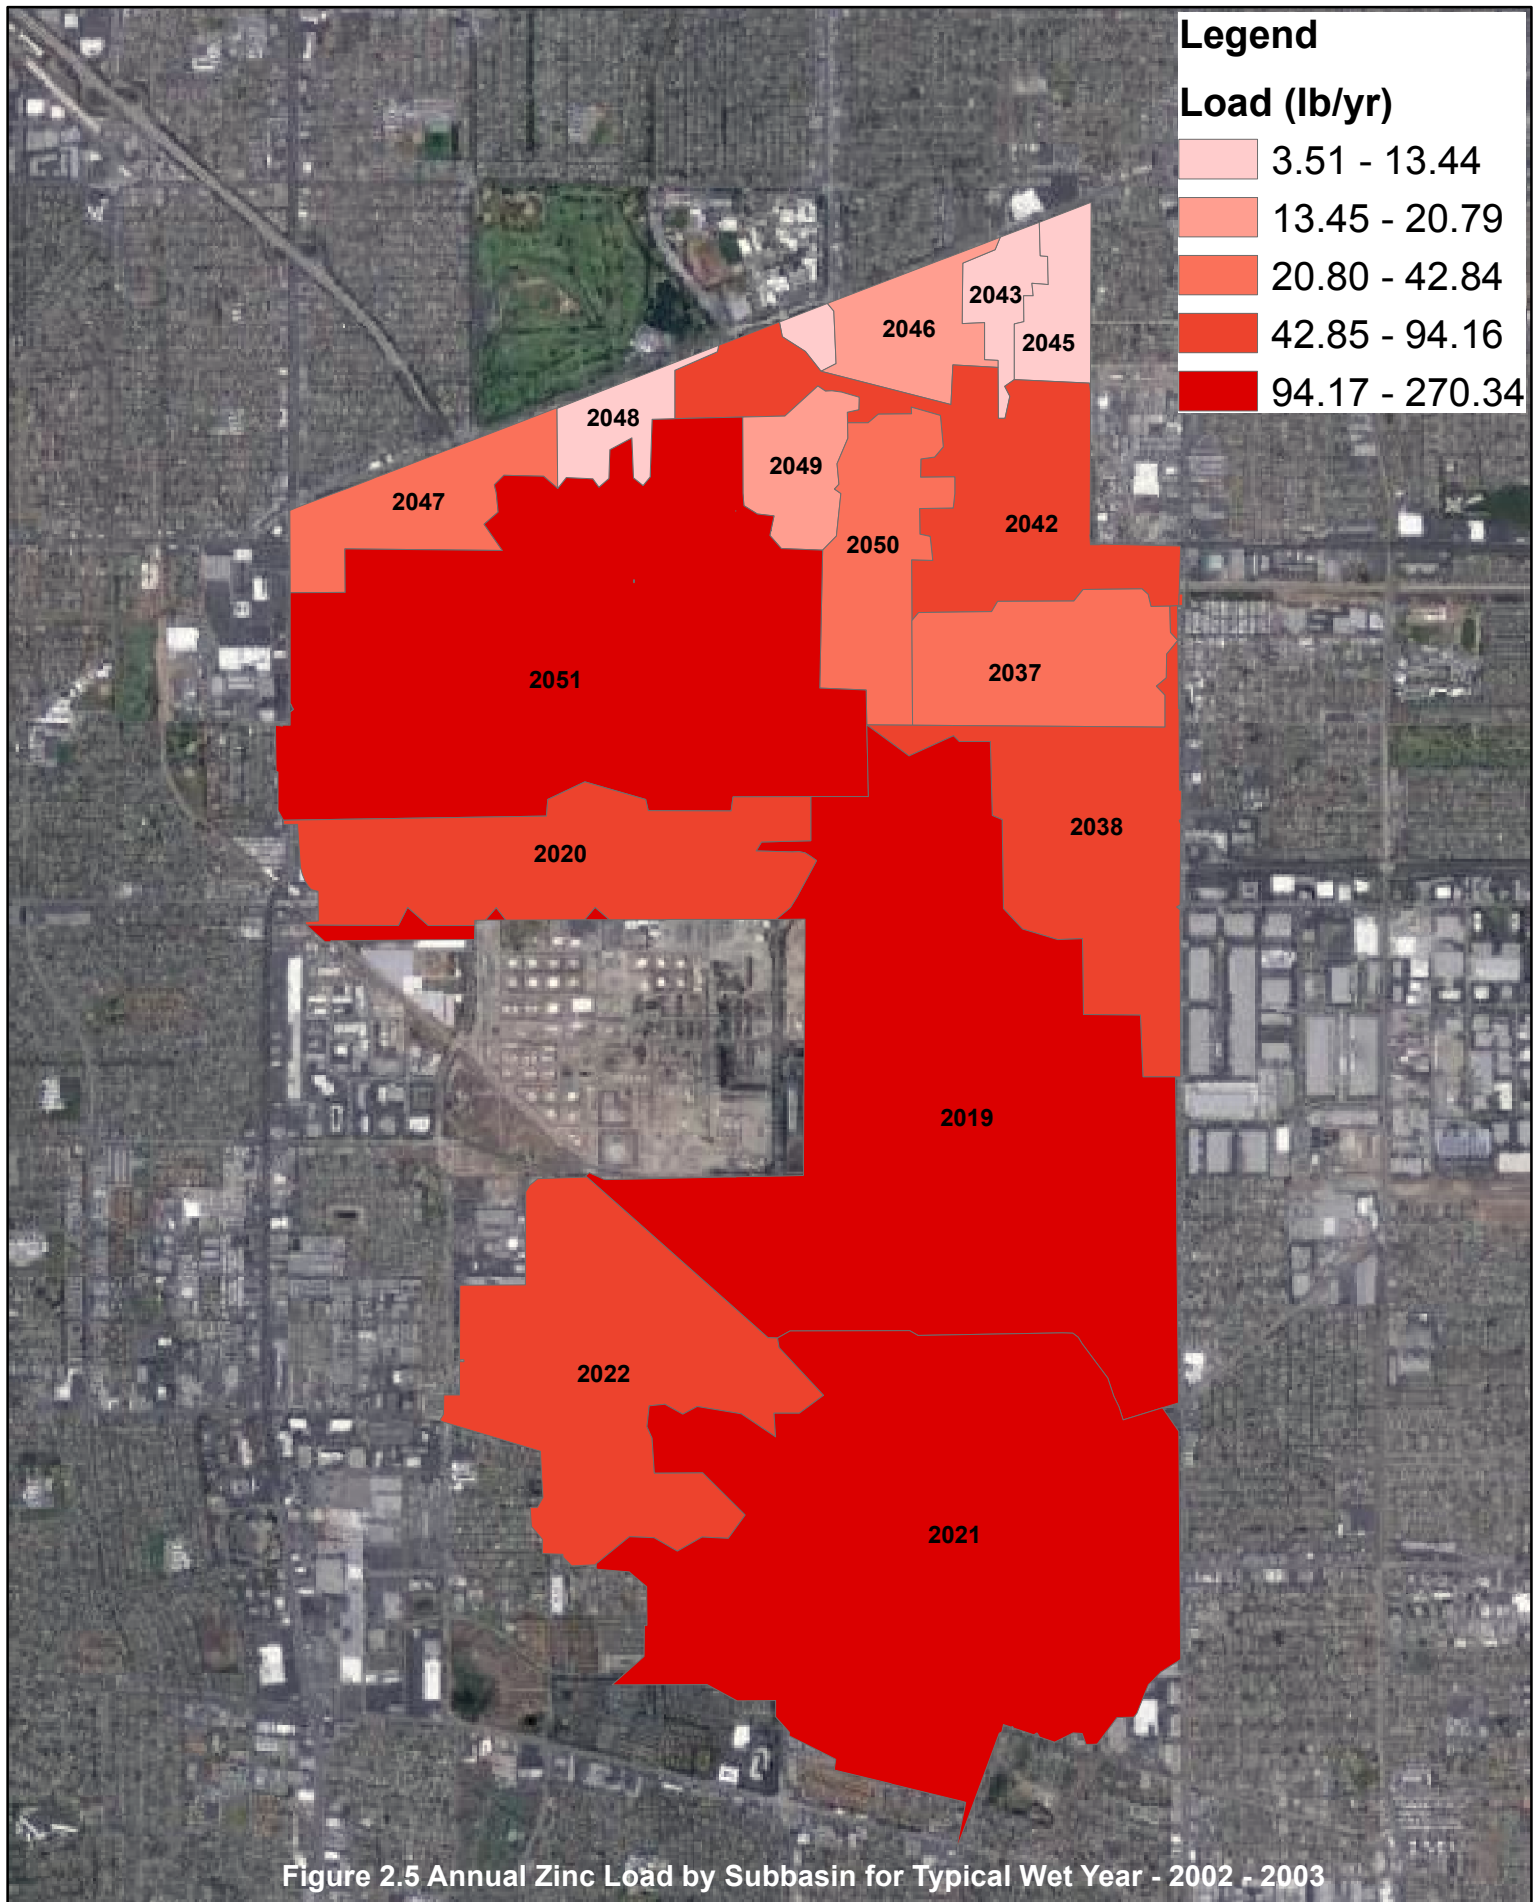 Legend
Load (lb/yr)
3.51 - 13.44
13.45 - 20.79
20.80 - 42.84
42.85 - 94.16
94.17 - 270.34
2043
2046
2045
2048
2049
2047
2042
2050
2037
2051
2038
2020
2019
2022
2021
Figure 2.5 Annual Zinc Load by Subbasin for Typical Wet Year - 2002 - 2003